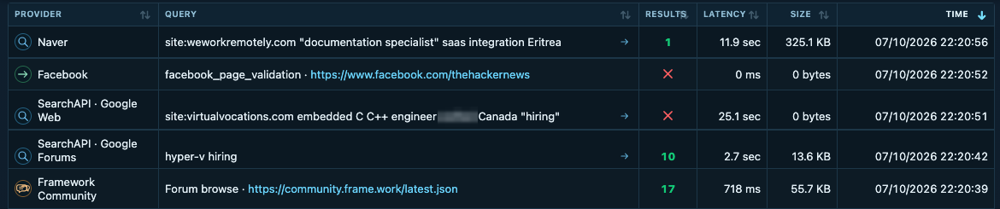 PROVIDER QUERY RESULTS LATENCY SIZE TIME
Naver site:weworkremotely.com "documentation specialist" saas integration Eritrea → 1 11.9 sec 325.1 KB 07/10/2026 22:20:56
Facebook facebook_page_validation · https://www.facebook.com/thehackernews ✕ 0 ms 0 bytes 07/10/2026 22:20:52
SearchAPI · Google
Web site:virtualvocations.com embedded C C++ engineer Canada "hiring" → ✕ 25.1 sec 0 bytes 07/10/2026 22:20:51
SearchAPI · Google
Forums hyper-v hiring → 10 2.7 sec 13.6 KB 07/10/2026 22:20:42
Framework
Community Forum browse · https://community.frame.work/latest.json 17 718 ms 55.7 KB 07/10/2026 22:20:39